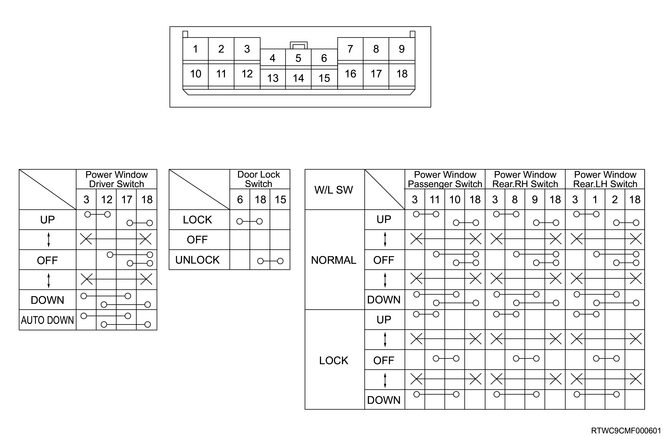 1 2 3 7 8 9
4 5 6
10 11 12 16 17 18
13 14 15
Power Window
Driver Switch
3 12 17 18
UP
OFF
DOWN
AUTO DOWN
Door Lock
Switch
6 18 15
LOCK
OFF
UNLOCK
W/L SW
Power Window
Passenger Switch
Power Window
Rear.RH Switch
Power Window
Rear.LH Switch
3 11 10 18 3 8 9 18 3 1 2 18
NORMAL
UP
OFF
DOWN
LOCK
UP
OFF
DOWN
RTWC9CMF000601